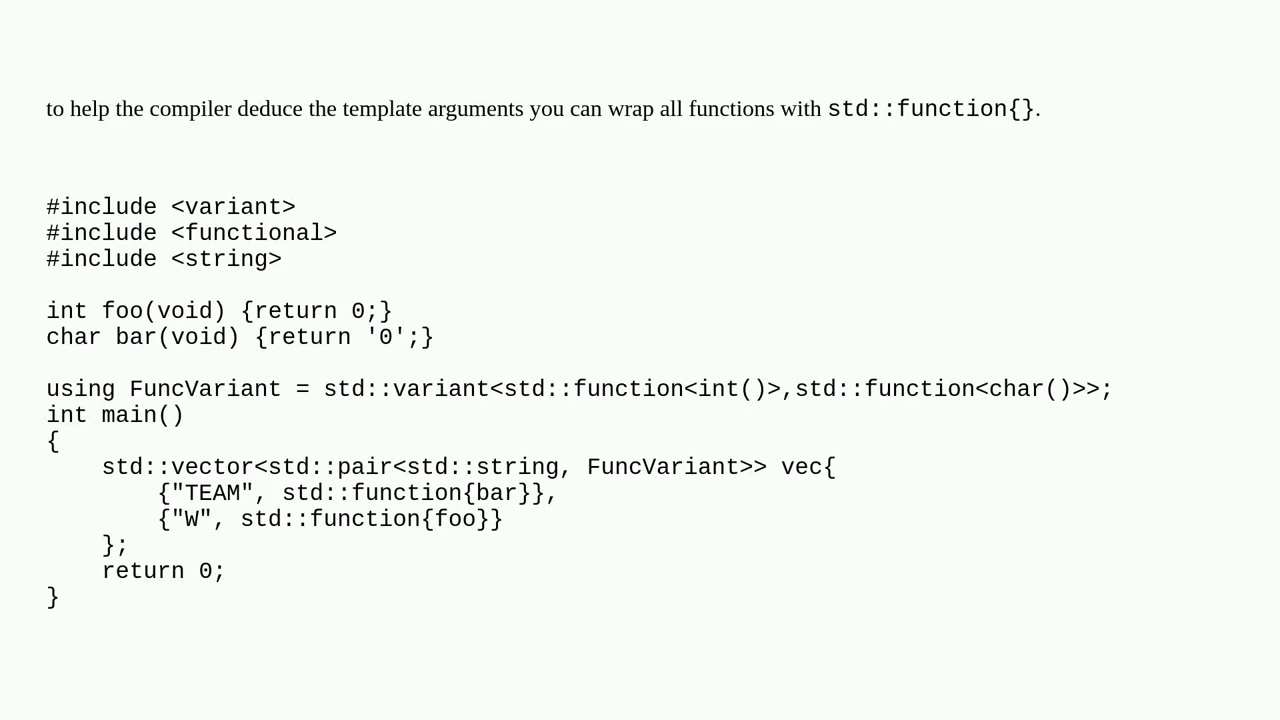 to help the compiler deduce the template arguments you can wrap all functions with std::function{}.
#include <variant>
#include <functional>
#include <string>
int foo(void) {return 0;}
char bar(void) {return '0';}
using FuncVariant = std::variant<std::function<int()>,std::function<char()>>;
int main()
{
    std::vector<std::pair<std::string, FuncVariant>> vec{
        {"TEAM", std::function{bar}},
        {"W", std::function{foo}}
    };
    return 0;
}